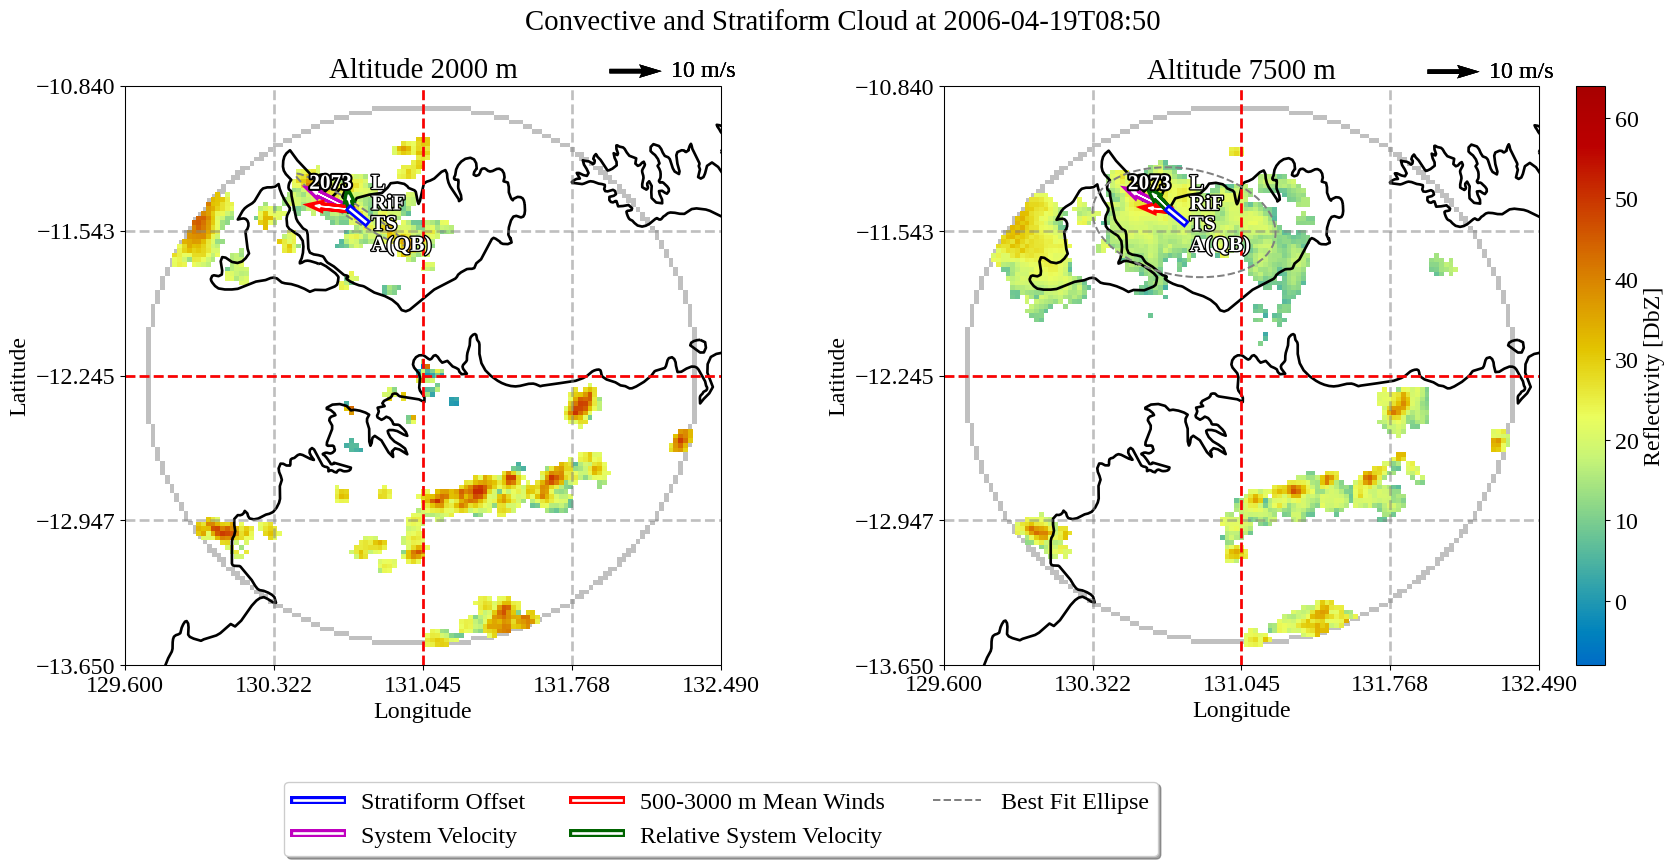 Convective and Stratiform Cloud at 2006-04-19T08:50
Altitude 2000 m
10 m/s
−10.840
−11.543
−12.245
−12.947
−13.650
Latitude
2073
L
RiF
TS
A(QB)
129.600
130.322
131.045
131.768
132.490
Longitude
Altitude 7500 m
10 m/s
−10.840
−11.543
−12.245
−12.947
−13.650
Latitude
2073
L
RiF
TS
A(QB)
129.600
130.322
131.045
131.768
132.490
Longitude
60
50
40
30
20
10
0
Reflectivity [DbZ]
Stratiform Offset
System Velocity
500-3000 m Mean Winds
Relative System Velocity
Best Fit Ellipse